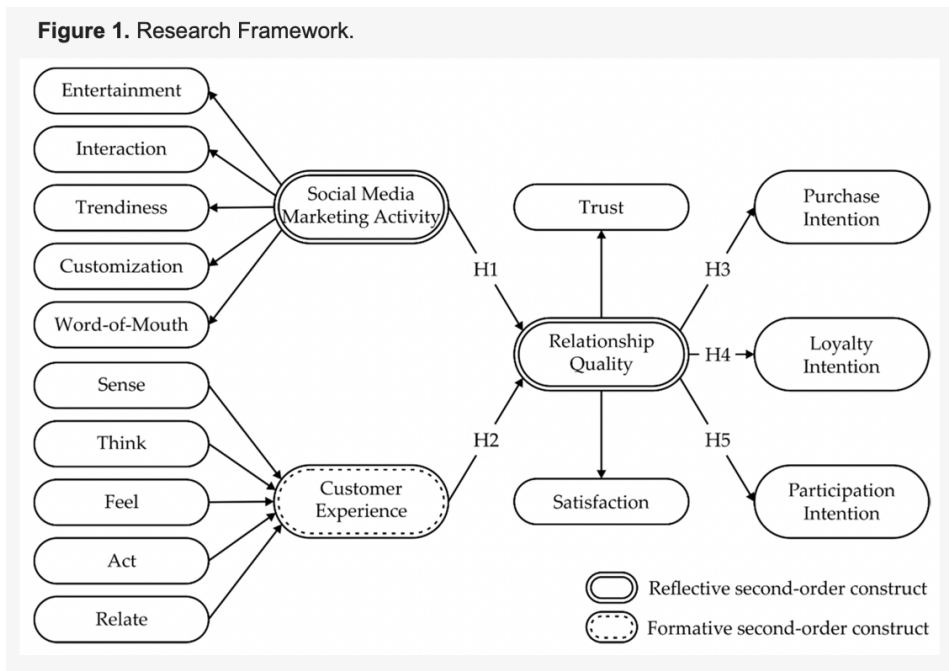 Figure 1. Research Framework.
Entertainment
Interaction
Trendiness
Customization
Word-of-Mouth
Sense
Think
Feel
Act
Relate
Social Media
Marketing Activity
Customer
Experience
H1
H2
Trust
Relationship
Quality
Satisfaction
H3
H4
H5
Purchase
Intention
Loyalty
Intention
Participation
Intention
Reflective second-order construct
Formative second-order construct